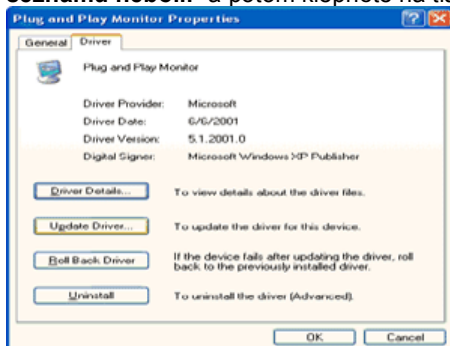 seznamu nebo..." a potom klepněte na tla
Plug and Play Monitor Properties
General Driver
Plug and Play Monitor
Driver Provider: Microsoft
Driver Date: 6/6/2001
Driver Version: 5.1.2001.0
Digital Signer: Microsoft Windows XP Publisher
Driver Details... To view details about the driver files.
Update Driver... To update the driver for this device.
Roll Back Driver If the device fails after updating the driver, roll
back to the previously installed driver.
Uninstall To uninstall the driver (Advanced).
OK Cancel